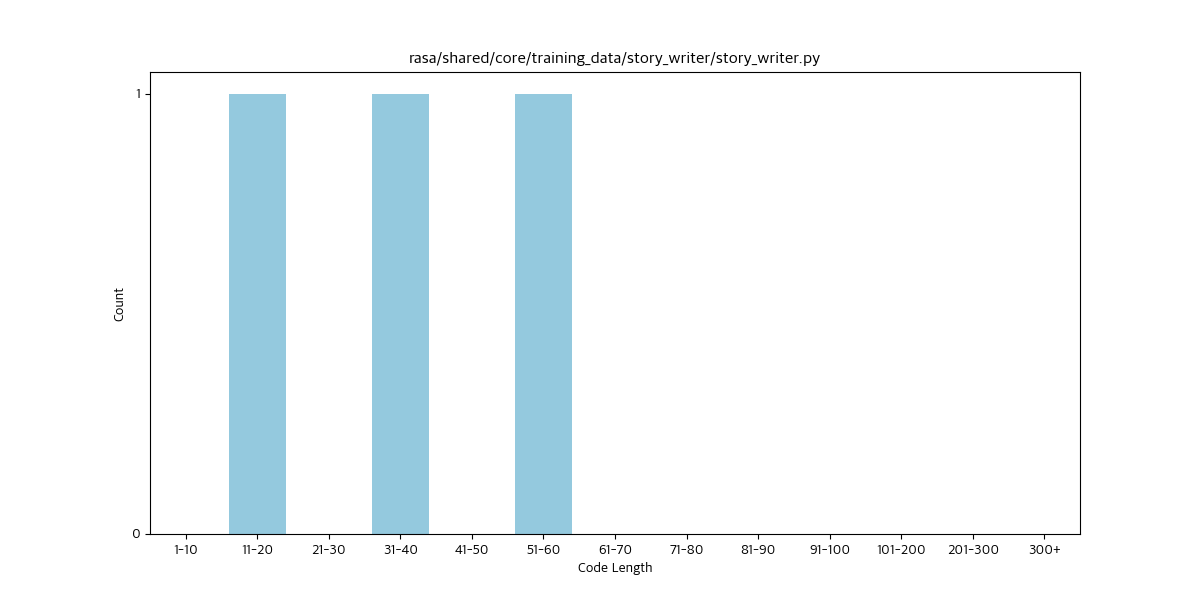 rasa/shared/core/training_data/story_writer/story_writer.py
1
Count
0
1-10 11-20 21-30 31-40 41-50 51-60 61-70 71-80 81-90 91-100 101-200 201-300 300+
Code Length